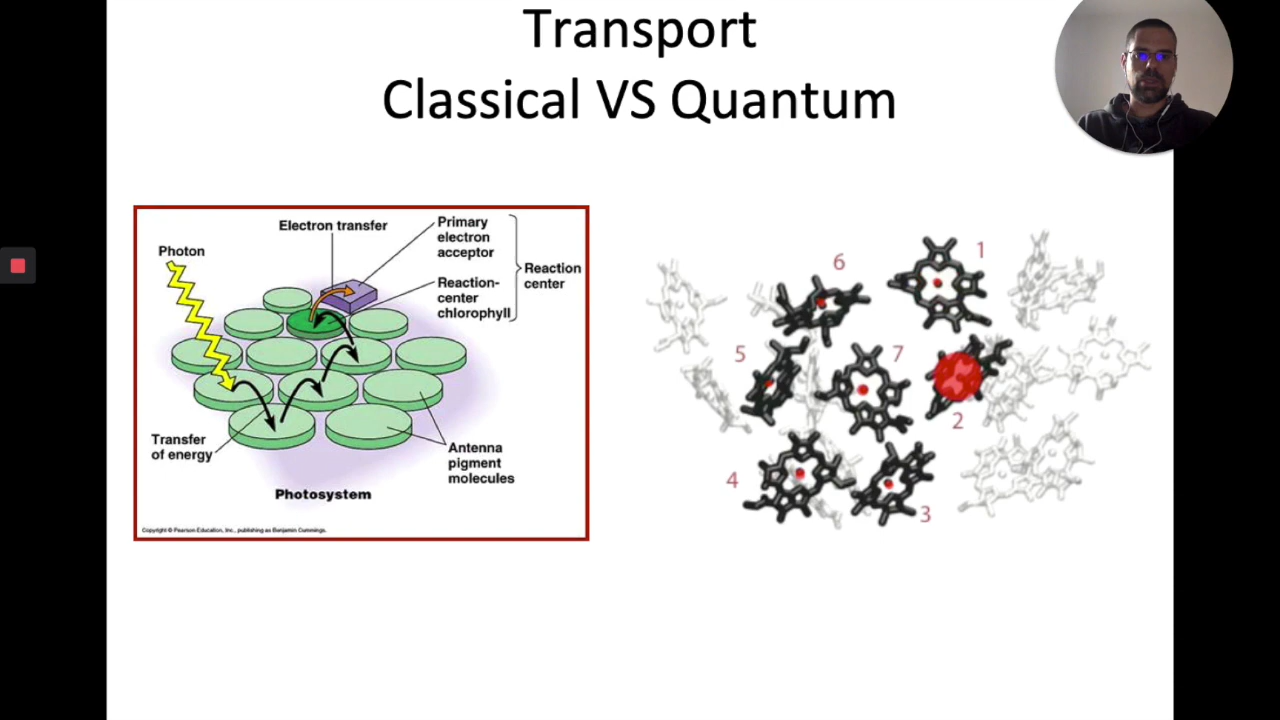 Transport
Classical VS Quantum
Photon
Electron transfer
Primary
electron
acceptor
Reaction-
center
chlorophyll
Reaction
center
Transfer
of energy
Antenna
pigment
molecules
Photosystem
Copyright © Pearson Education, Inc., publishing as Benjamin Cummings.
1
6
5
7
2
4
3